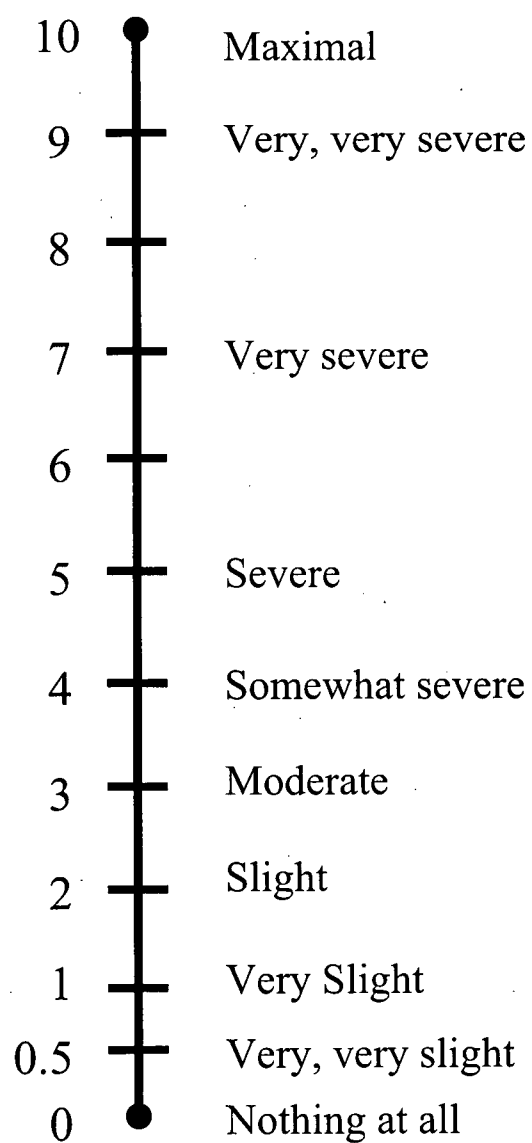 10 Maximal
9 Very, very severe
8
7 Very severe
6
5 Severe
4 Somewhat severe
3 Moderate
2 Slight
1 Very Slight
0.5 Very, very slight
0 Nothing at all